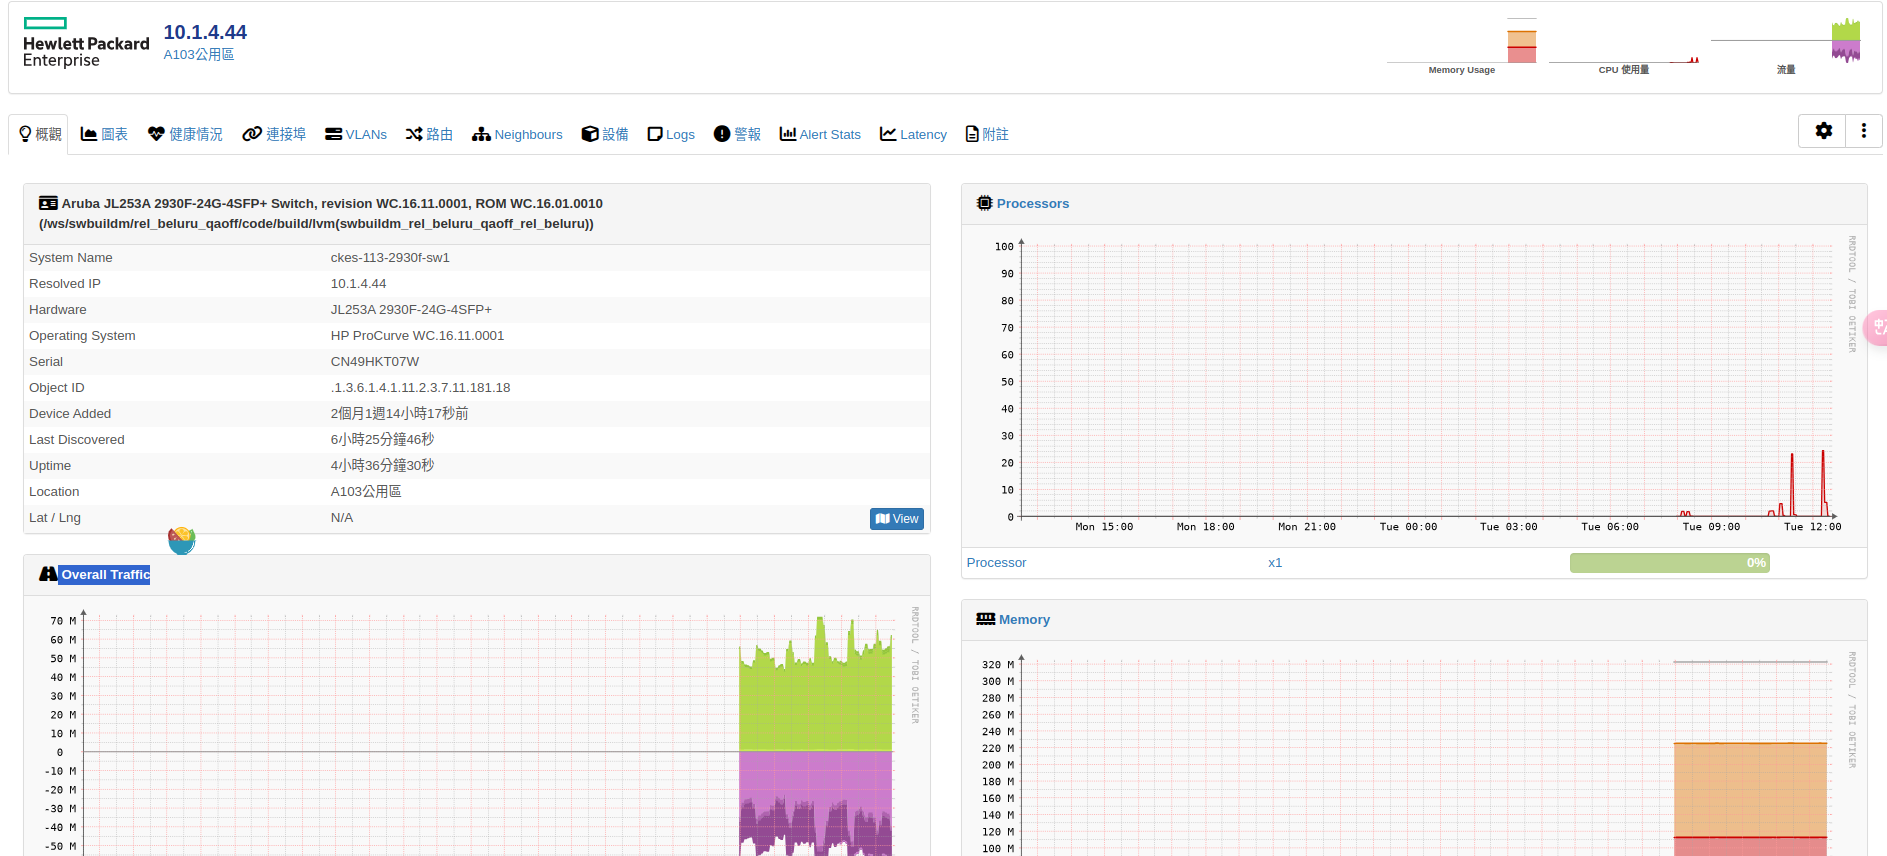 Hewlett Packard
Enterprise
10.1.4.44
A103公用區
Memory Usage
CPU 使用量
流量
概觀 圖表 健康情況 連接埠 VLANs 路由 Neighbours 設備 Logs 警報 Alert Stats Latency 附註
Aruba JL253A 2930F-24G-4SFP+ Switch, revision WC.16.11.0001, ROM WC.16.01.0010
(/ws/swbuildm/rel_beluru_qaoff/code/build/lvm(swbuildm_rel_beluru_qaoff_rel_beluru))
System Name ckes-113-2930f-sw1
Resolved IP 10.1.4.44
Hardware JL253A 2930F-24G-4SFP+
Operating System HP ProCurve WC.16.11.0001
Serial CN49HKT07W
Object ID .1.3.6.1.4.1.11.2.3.7.11.181.18
Device Added 2個月1週14小時17秒前
Last Discovered 6小時25分鐘46秒
Uptime 4小時36分鐘30秒
Location A103公用區
Lat / Lng N/A View
Overall Traffic
70 M
60 M
50 M
40 M
30 M
20 M
10 M
0
-10 M
-20 M
-30 M
-40 M
-50 M
RRDTOOL / TOBI OETIKER
Processors
100
90
80
70
60
50
40
30
20
10
0
Mon 15:00 Mon 18:00 Mon 21:00 Tue 00:00 Tue 03:00 Tue 06:00 Tue 09:00 Tue 12:00
RRDTOOL / TOBI OETIKER
Processor x1 0%
Memory
320 M
300 M
280 M
260 M
240 M
220 M
200 M
180 M
160 M
140 M
120 M
100 M
RRDTOOL / TOBI OETIKER
中